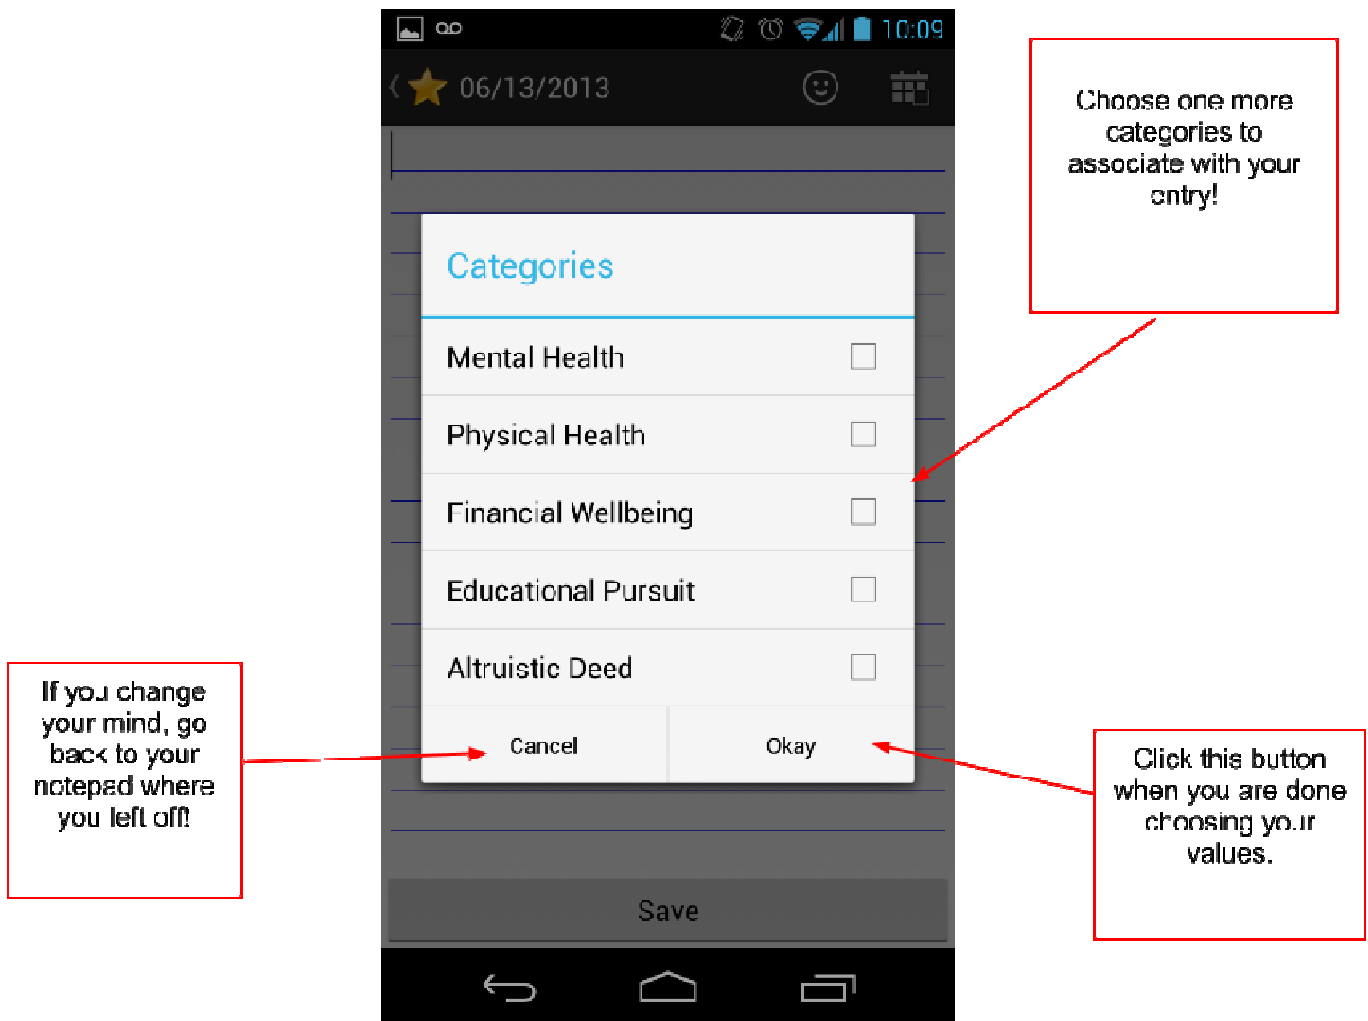 10:09
06/13/2013
Choose one more
categories to
associate with your
entry!
Categories
Mental Health
Physical Health
Financial Wellbeing
Educational Pursuit
Altruistic Deed
Cancel
Okay
If you change
your mind, go
back to your
notepad where
you left off!
Click this button
when you are done
choosing your
values.
Save